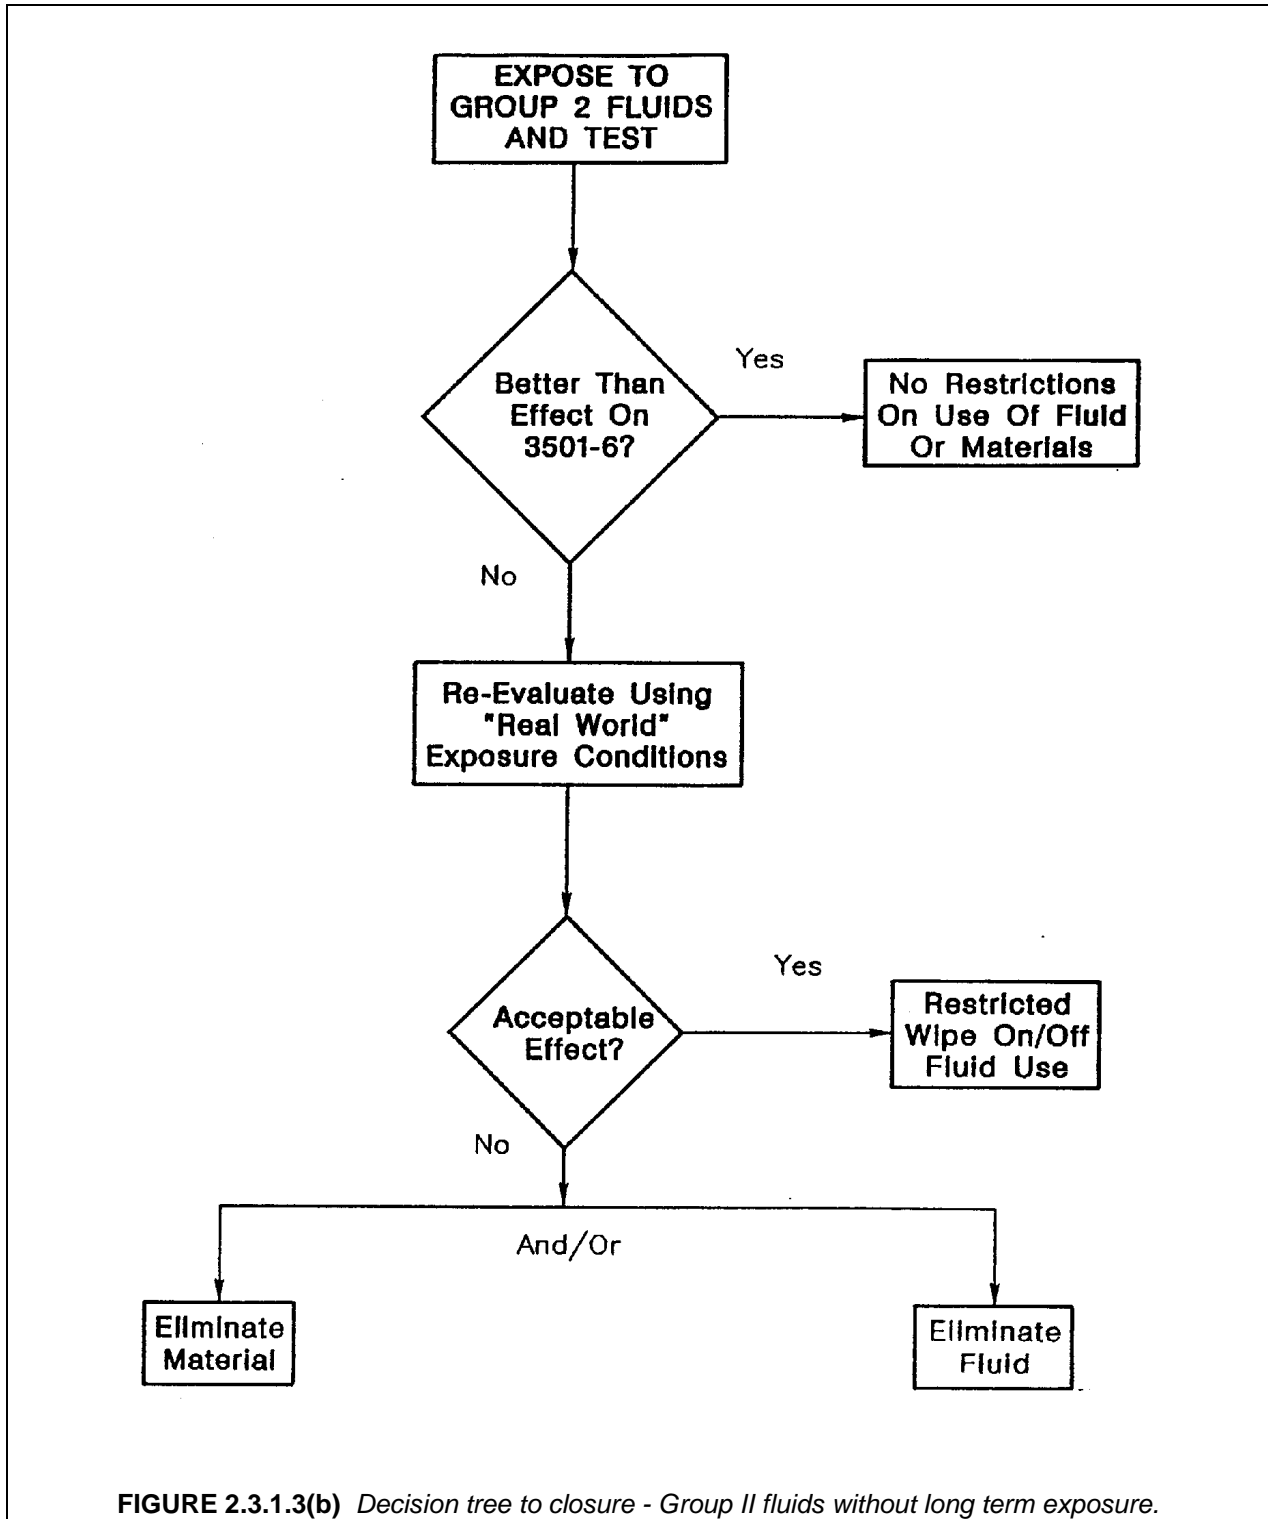 EXPOSE TO
GROUP 2 FLUIDS
AND TEST
Better Than
Effect On
3501-6?
Yes
No Restrictions
On Use Of Fluid
Or Materials
No
Re-Evaluate Using
"Real World"
Exposure Conditions
Acceptable
Effect?
Yes
Restricted
Wipe On/Off
Fluid Use
No
And/Or
Eliminate
Material
Eliminate
Fluid
FIGURE 2.3.1.3(b) Decision tree to closure - Group II fluids without long term exposure.